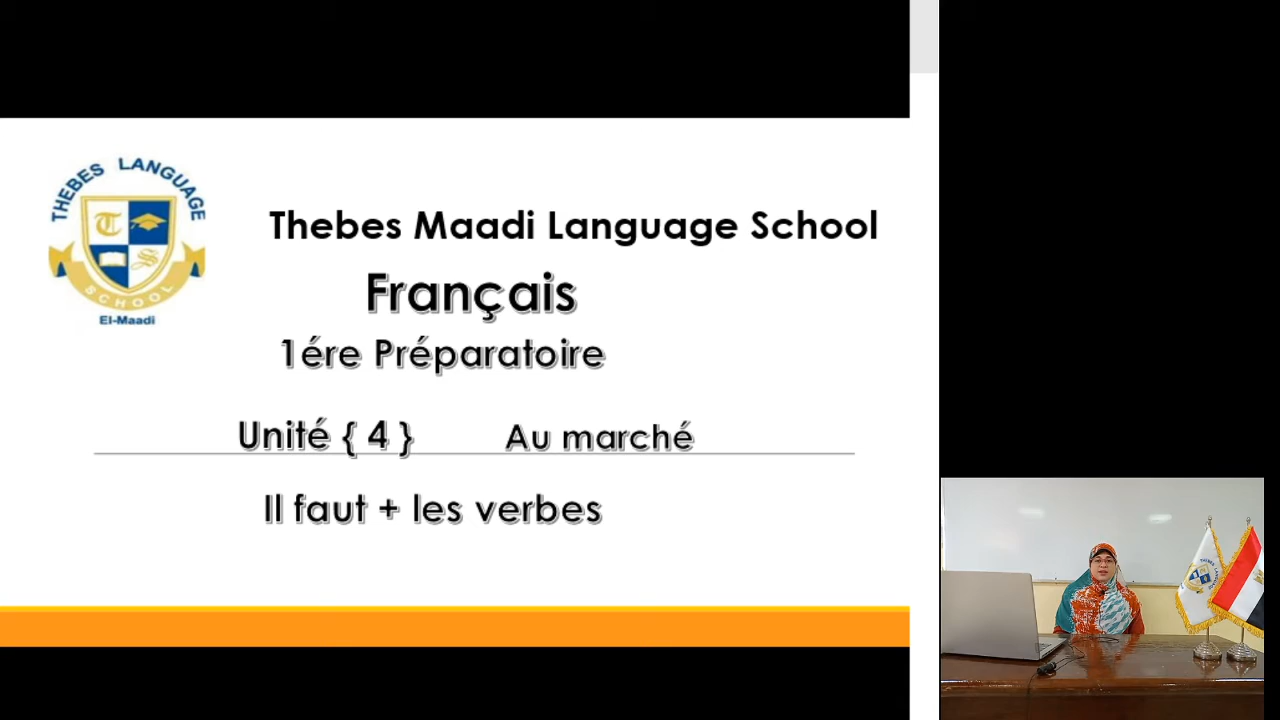 THEBES LANGUAGE
T
S
SCHOOL
El-Maadi
Thebes Maadi Language School
Français
1ére Préparatoire
Unité { 4 } Au marché
Il faut + les verbes